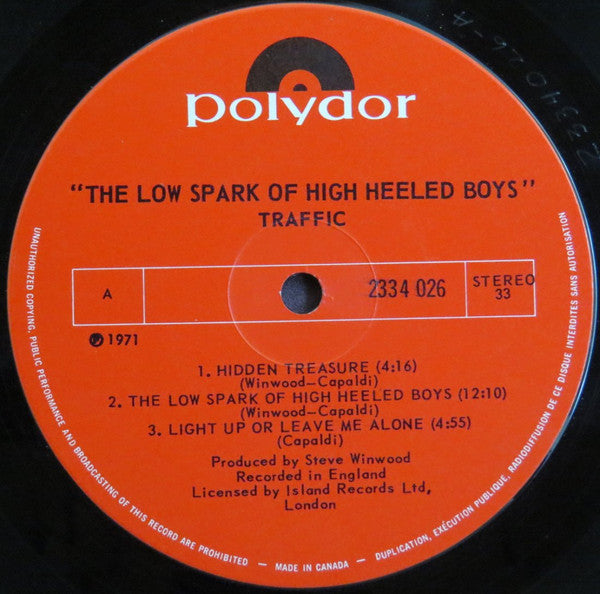 polydor
"THE LOW SPARK OF HIGH HEELED BOYS"
TRAFFIC
A
2334 026
STEREO
33
℗ 1971
1. HIDDEN TREASURE (4:16)
(Winwood—Capaldi)
2. THE LOW SPARK OF HIGH HEELED BOYS (12:10)
(Winwood—Capaldi)
3. LIGHT UP OR LEAVE ME ALONE (4:55)
(Capaldi)
Produced by Steve Winwood
Recorded in England
Licensed by Island Records Ltd,
London
UNAUTHORIZED COPYING, PUBLIC PERFORMANCE AND BROADCASTING OF THIS RECORD ARE PROHIBITED — MADE IN CANADA — DUPLICATION, EXÉCUTION PUBLIQUE, RADIODIFFUSION DE CE DISQUE INTERDITES SANS AUTORISATION
2334026-A